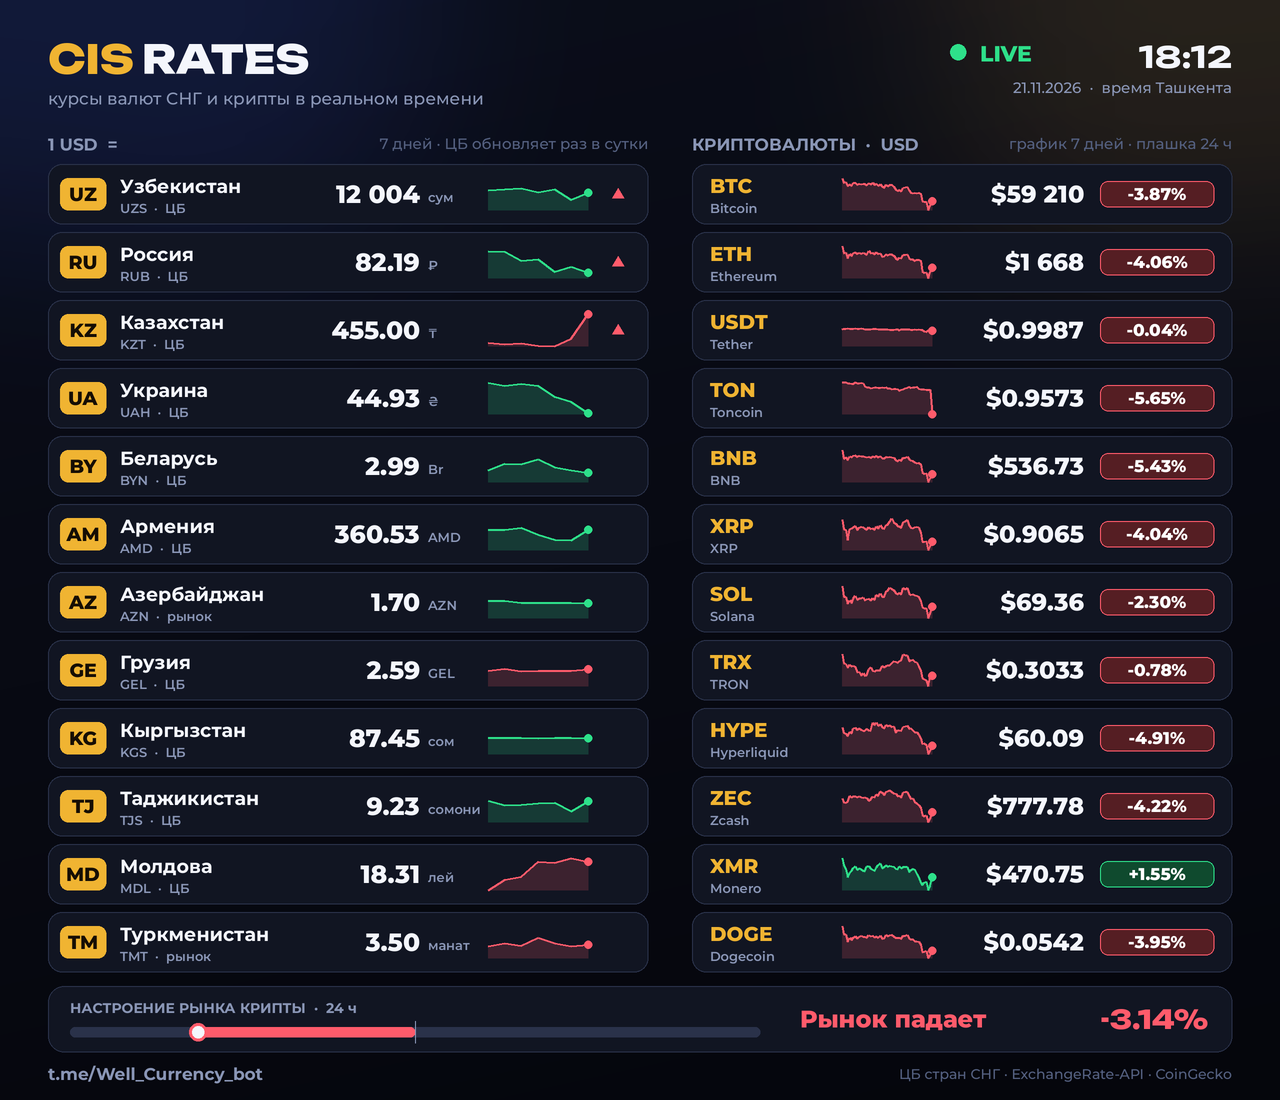 CIS RATES
курсы валют СНГ и крипты в реальном времени
LIVE
18:12
21.11.2026 · время Ташкента
1 USD =
7 дней · ЦБ обновляет раз в сутки
UZ Узбекистан 12 004 сум
UZS · ЦБ
RU Россия 82.19 ₽
RUB · ЦБ
KZ Казахстан 455.00 ₸
KZT · ЦБ
UA Украина 44.93 ₴
UAH · ЦБ
BY Беларусь 2.99 Br
BYN · ЦБ
AM Армения 360.53 AMD
AMD · ЦБ
AZ Азербайджан 1.70 AZN
AZN · рынок
GE Грузия 2.59 GEL
GEL · ЦБ
KG Кыргызстан 87.45 сом
KGS · ЦБ
TJ Таджикистан 9.23 сомони
TJS · ЦБ
MD Молдова 18.31 лей
MDL · ЦБ
TM Туркменистан 3.50 манат
TMT · рынок
КРИПТОВАЛЮТЫ · USD
график 7 дней · плашка 24 ч
BTC $59 210 -3.87%
Bitcoin
ETH $1 668 -4.06%
Ethereum
USDT $0.9987 -0.04%
Tether
TON $0.9573 -5.65%
Toncoin
BNB $536.73 -5.43%
BNB
XRP $0.9065 -4.04%
XRP
SOL $69.36 -2.30%
Solana
TRX $0.3033 -0.78%
TRON
HYPE $60.09 -4.91%
Hyperliquid
ZEC $777.78 -4.22%
Zcash
XMR $470.75 +1.55%
Monero
DOGE $0.0542 -3.95%
Dogecoin
НАСТРОЕНИЕ РЫНКА КРИПТЫ · 24 ч
Рынок падает -3.14%
t.me/Well_Currency_bot
ЦБ стран СНГ · ExchangeRate-API · CoinGecko